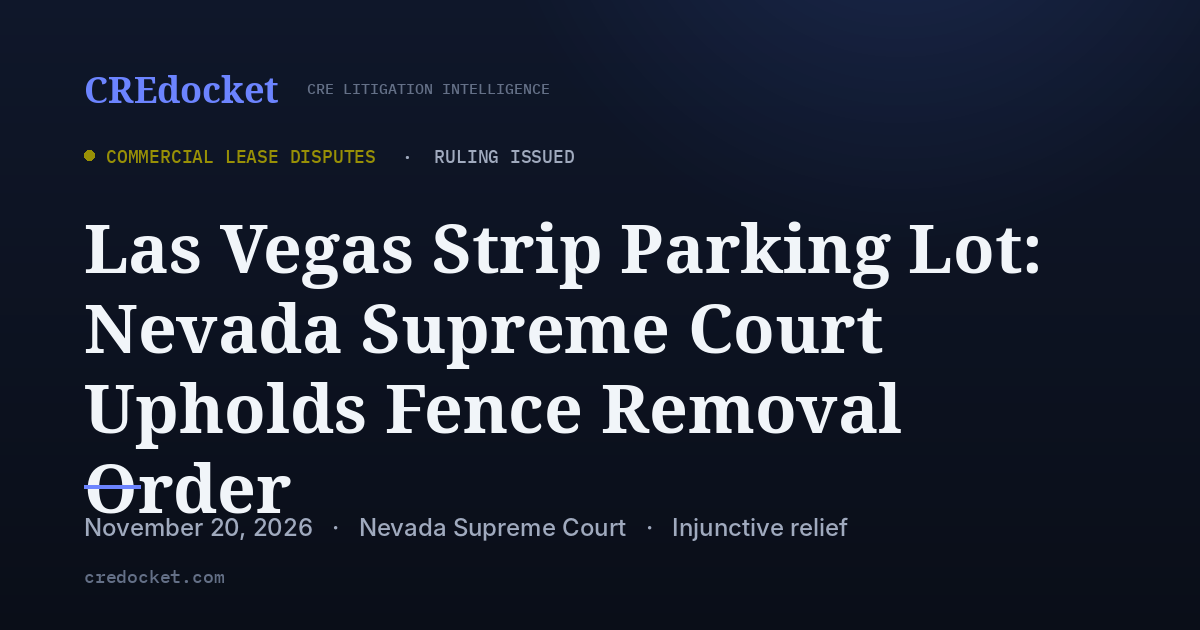 CREdocket CRE LITIGATION INTELLIGENCE
COMMERCIAL LEASE DISPUTES · RULING ISSUED
Las Vegas Strip Parking Lot:
Nevada Supreme Court
Upholds Fence Removal
Order
November 20, 2026 · Nevada Supreme Court · Injunctive relief
credocket.com